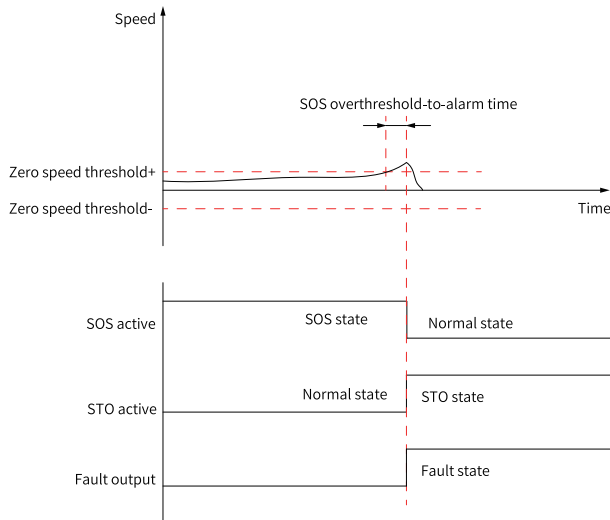 Speed
SOS overthreshold-to-alarm time
Zero speed threshold+
Zero speed threshold-
Time
SOS active
SOS state
Normal state
STO active
Normal state
STO state
Fault output
Fault state